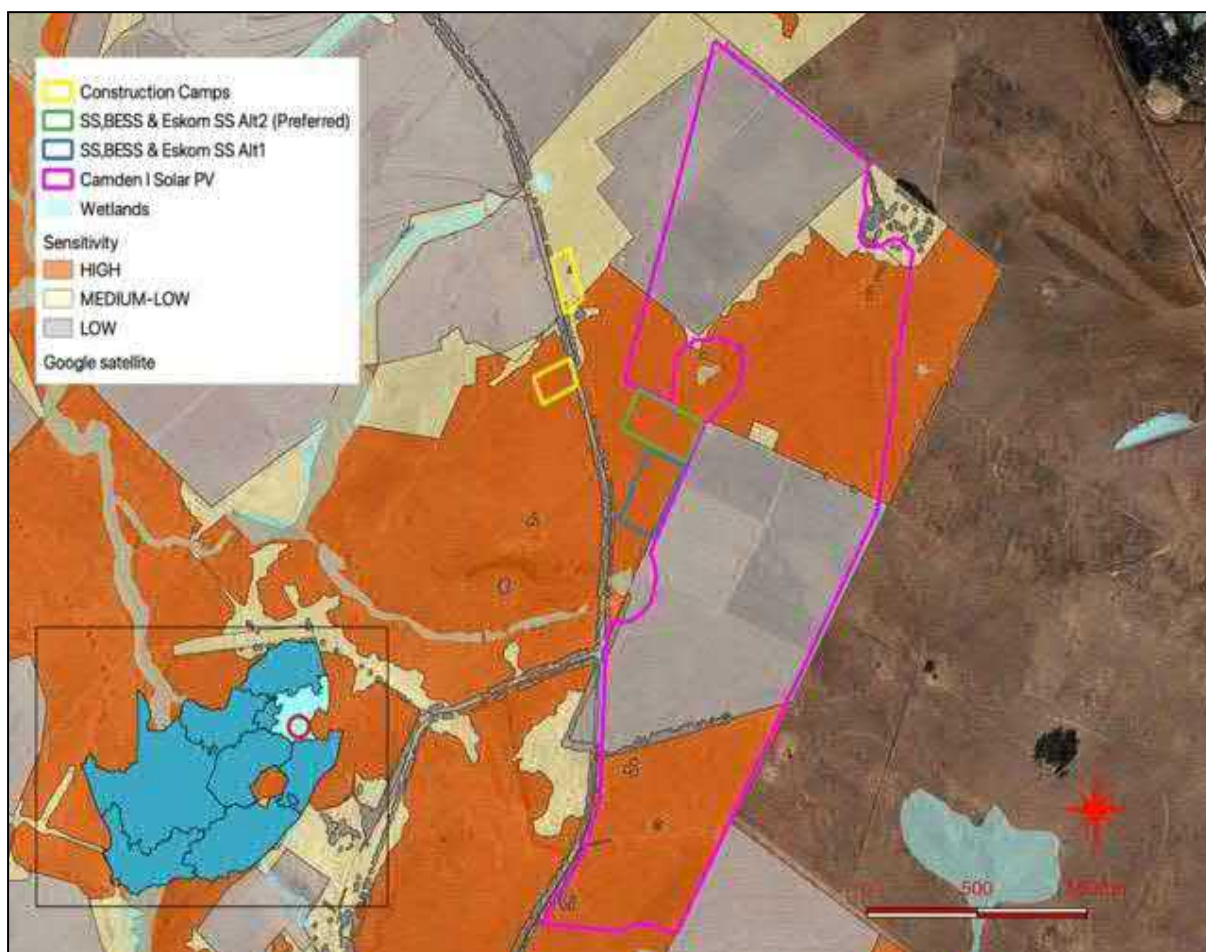 Construction Camps
SS,BESS & Eskom SS Alt2 (Preferred)
SS,BESS & Eskom SS Alt1
Camden I Solar PV
Wetlands
Sensitivity
HIGH
MEDIUM-LOW
LOW
Google satellite
500